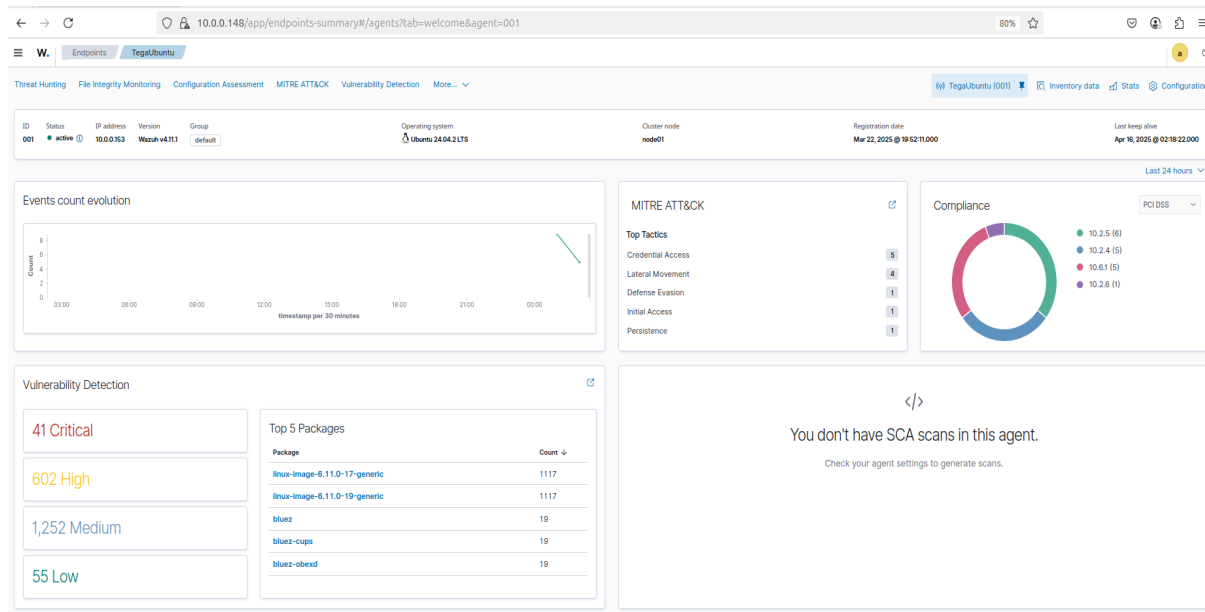 10.0.0.148/app/endpoints-summary#/agents?tab=welcome&agent=001 80%
W. Endpoints TegaUbuntu a
Threat Hunting File Integrity Monitoring Configuration Assessment MITRE ATT&CK Vulnerability Detection More... TegaUbuntu (001) Inventory data Stats Configuration
ID Status IP address Version Group Operating system Cluster node Registration date Last keep alive
001 active 10.0.0.153 Wazuh v4.11.1 default Ubuntu 24.04.2 LTS node01 Mar 22, 2025 @ 19:52:11.000 Apr 16, 2025 @ 02:18:22.000
Last 24 hours
Events count evolution
Count
8
6
4
2
0
03:00 06:00 09:00 12:00 15:00 18:00 21:00 00:00
timestamp per 30 minutes
MITRE ATT&CK
Top Tactics
Credential Access 5
Lateral Movement 4
Defense Evasion 1
Initial Access 1
Persistence 1
Compliance PCI DSS
10.2.5 (6)
10.2.4 (5)
10.6.1 (5)
10.2.6 (1)
Vulnerability Detection
41 Critical
602 High
1,252 Medium
55 Low
Top 5 Packages
Package Count
linux-image-6.11.0-17-generic 1117
linux-image-6.11.0-19-generic 1117
bluez 19
bluez-cups 19
bluez-obexd 19
</>
You don't have SCA scans in this agent.
Check your agent settings to generate scans.